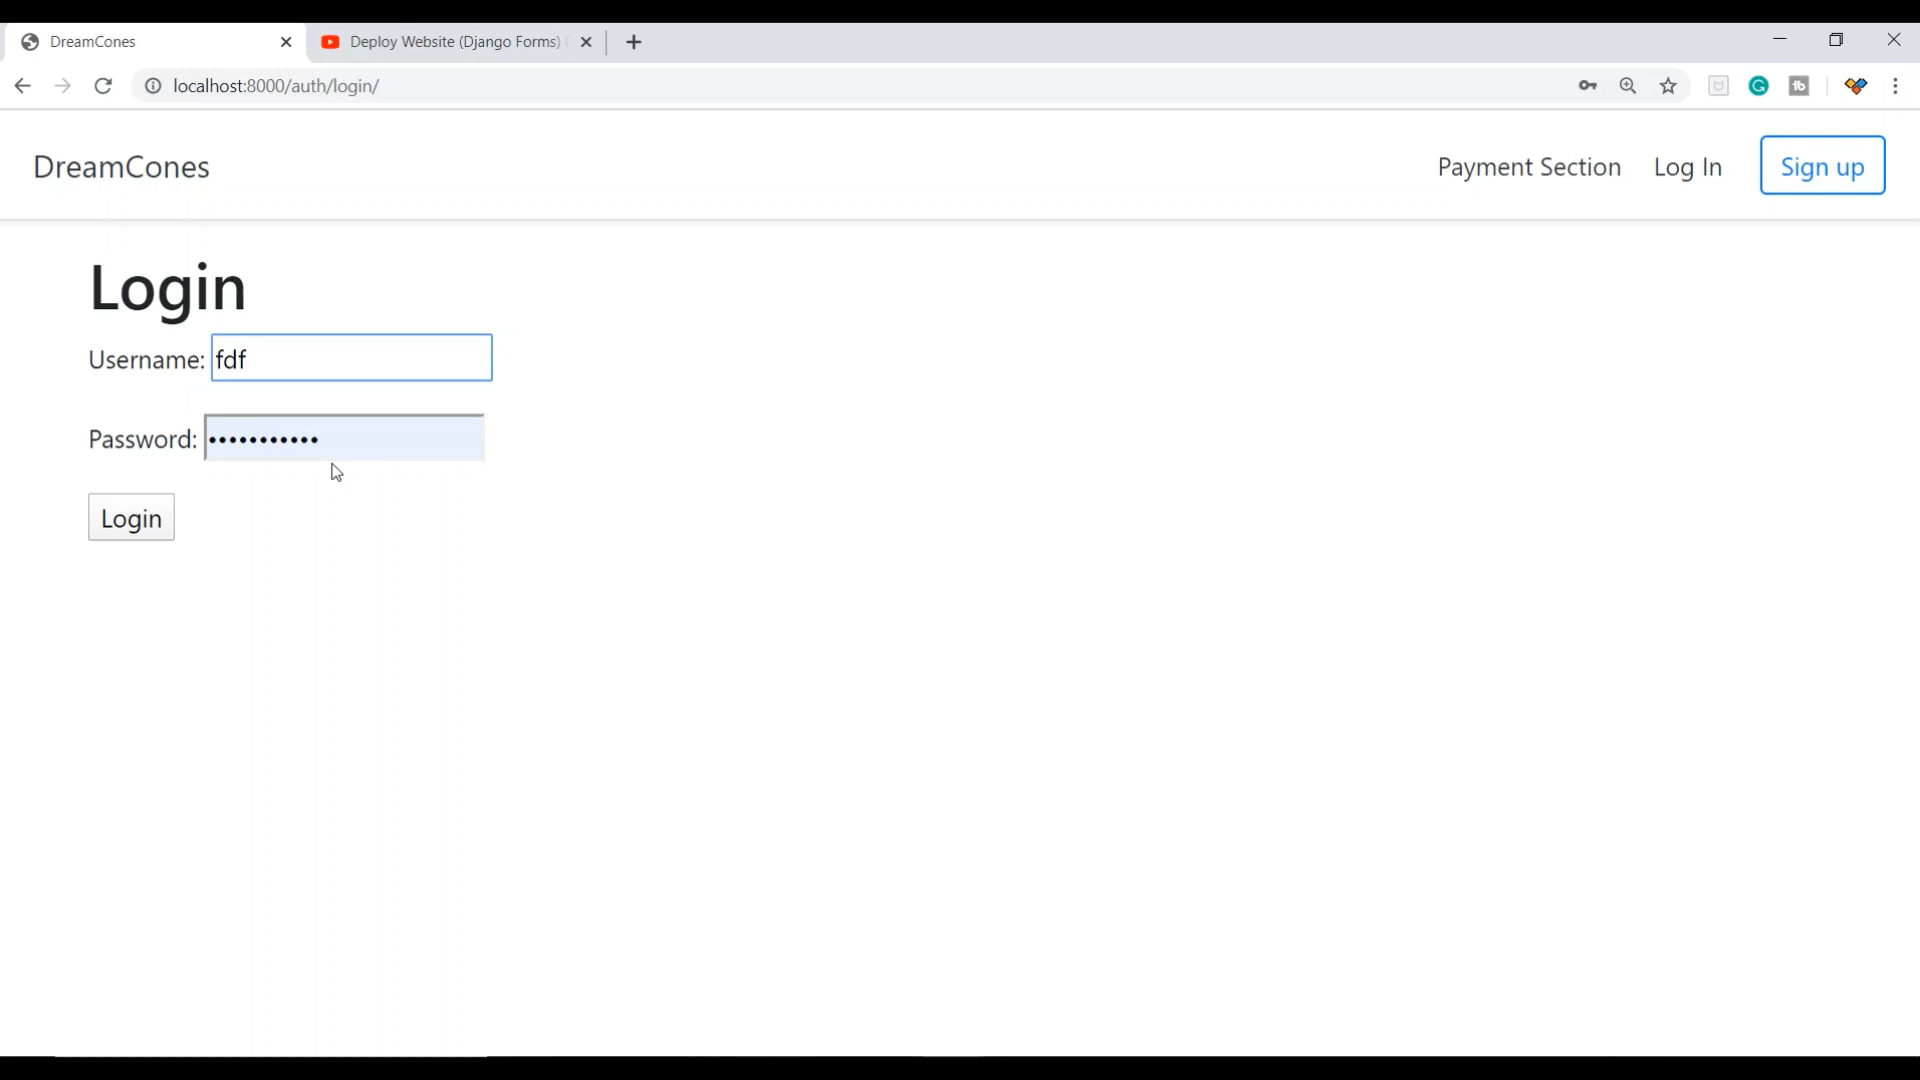 DreamCones
Deploy Website (Django Forms)
localhost:8000/auth/login/
DreamCones
Payment Section
Log In
Sign up
Login
Username: fdf
Password: •••••••••••
Login